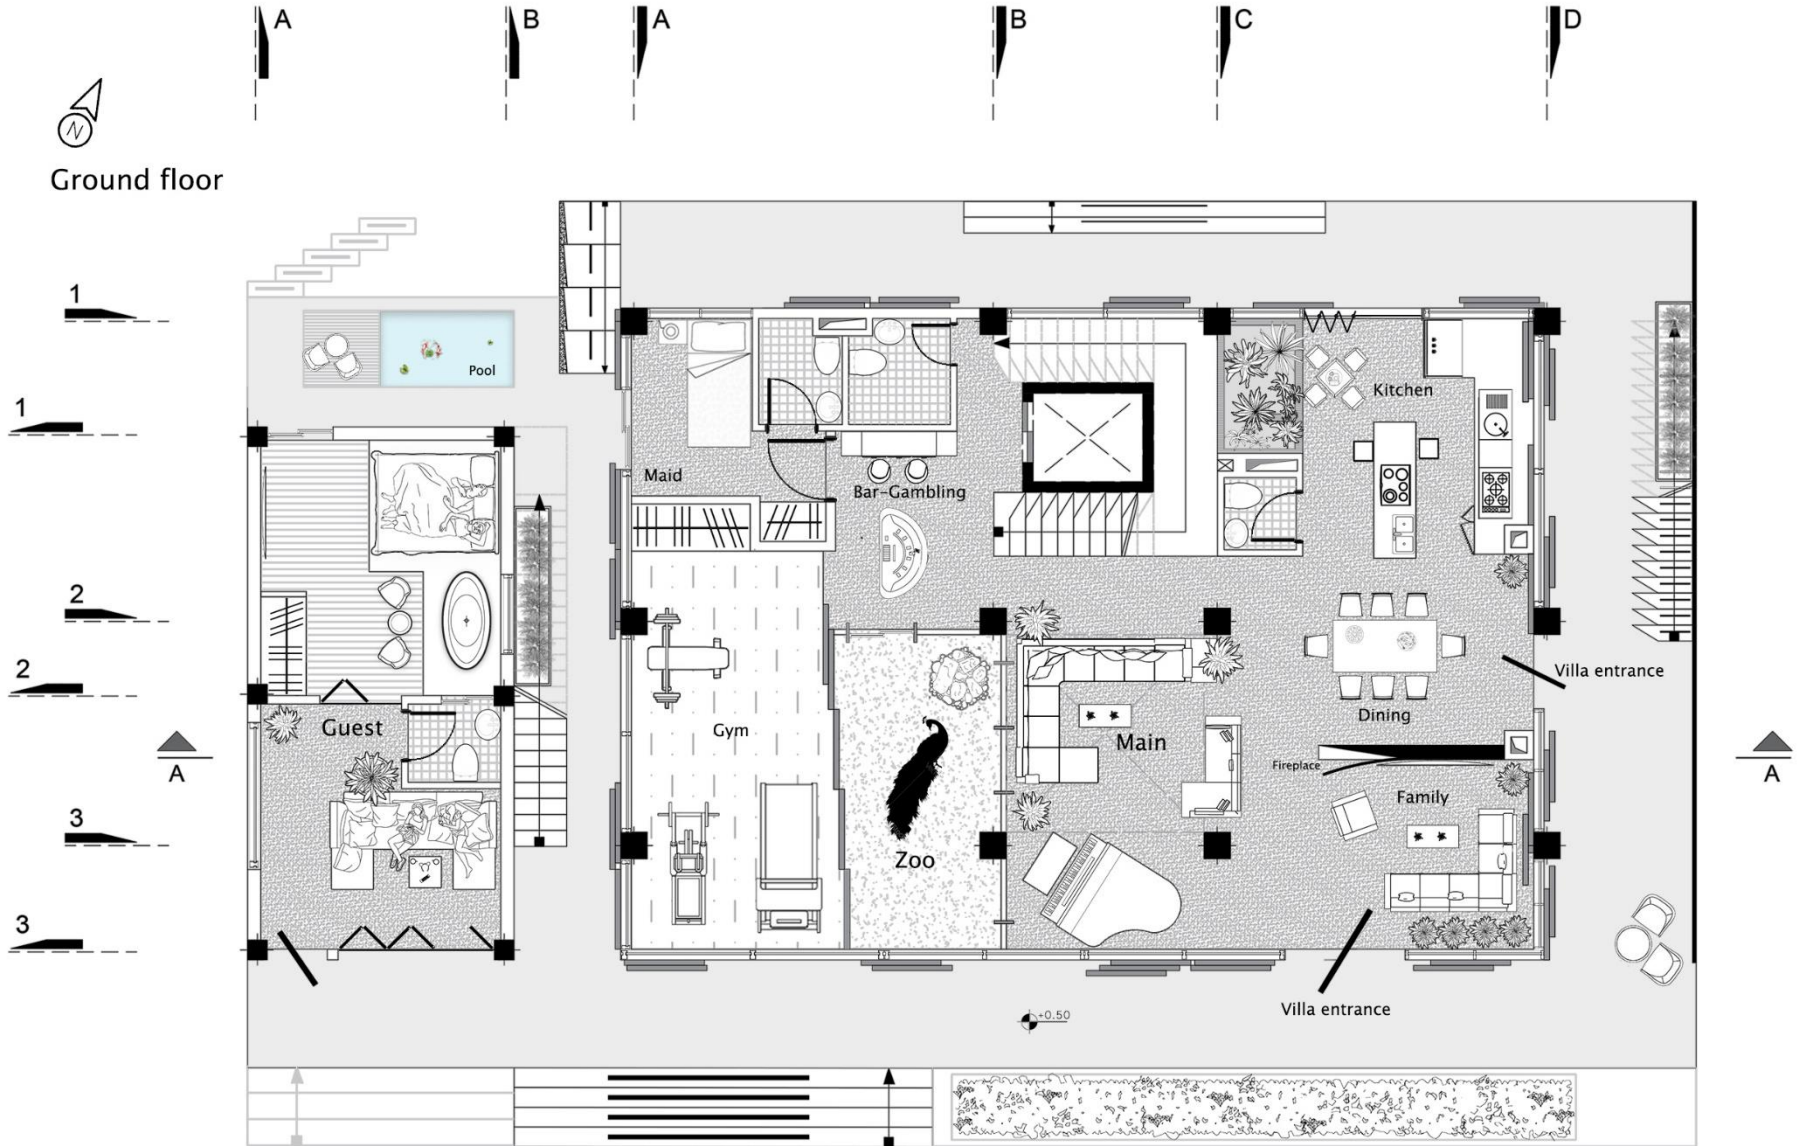 A B A B C D
N
Ground floor
1
1
Pool
Kitchen
Maid
Bar-Gambling
2
2
Villa entrance
Guest
Dining
Gym
Main
A
A
Fireplace
Family
3
Zoo
3
Villa entrance
+0.50